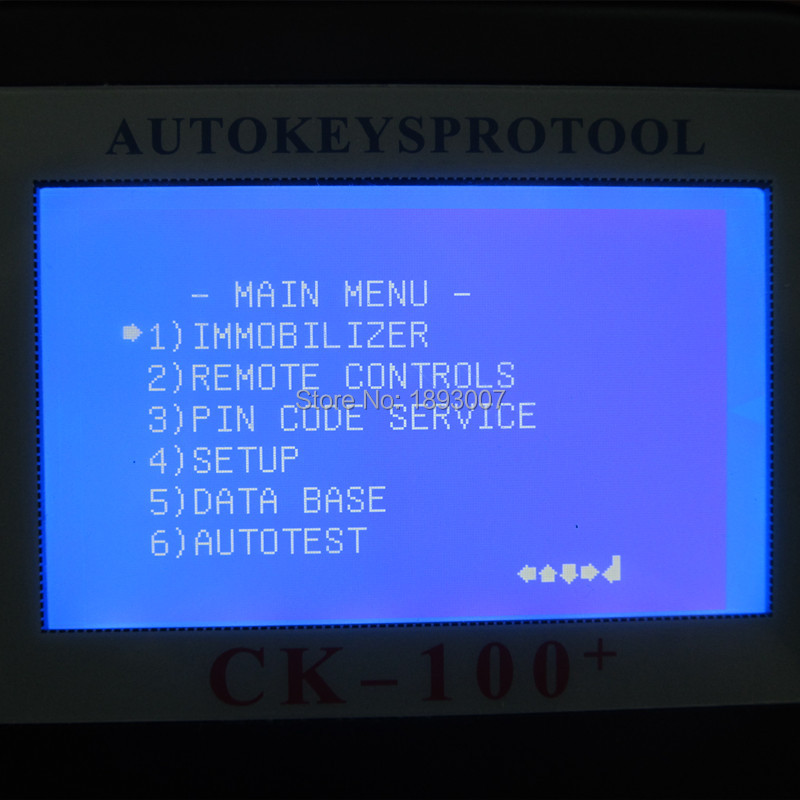 AUTOKEYSPROTOOL
- MAIN MENU -
1)IMMOBILIZER
2)REMOTE CONTROLS
Store No: 1893007
3)PIN CODE SERVICE
4)SETUP
5)DATA BASE
6)AUTOTEST
CK-100+